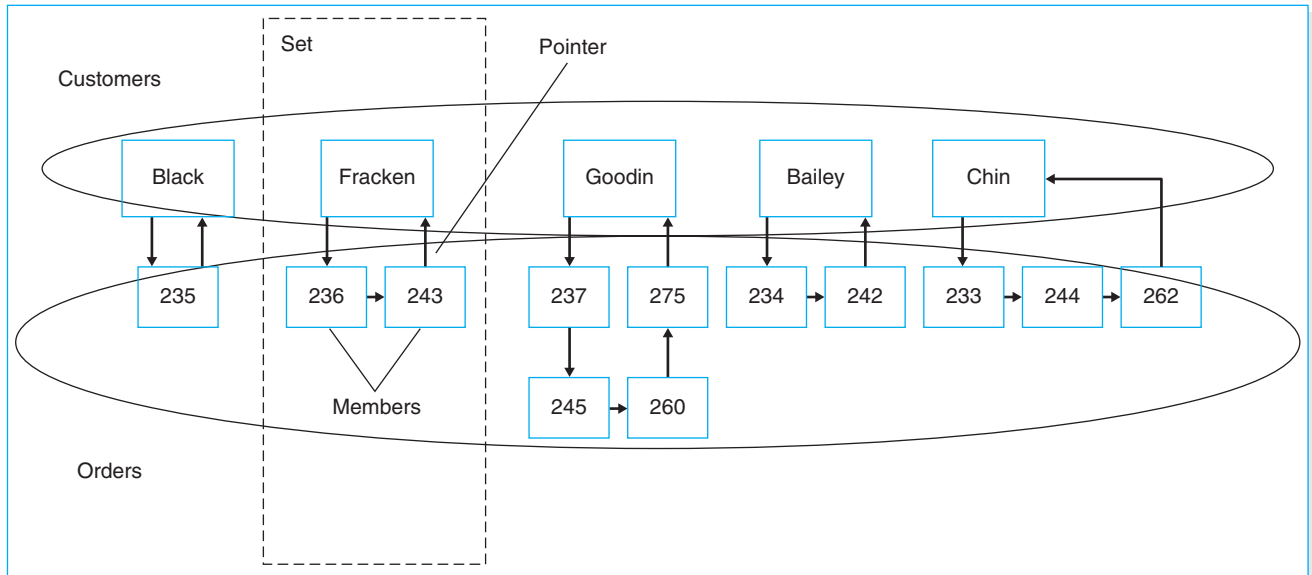 Set
Pointer
Customers
Black
Fracken
Goodin
Bailey
Chin
235
236
243
237
275
234
242
233
244
262
Members
245
260
Orders